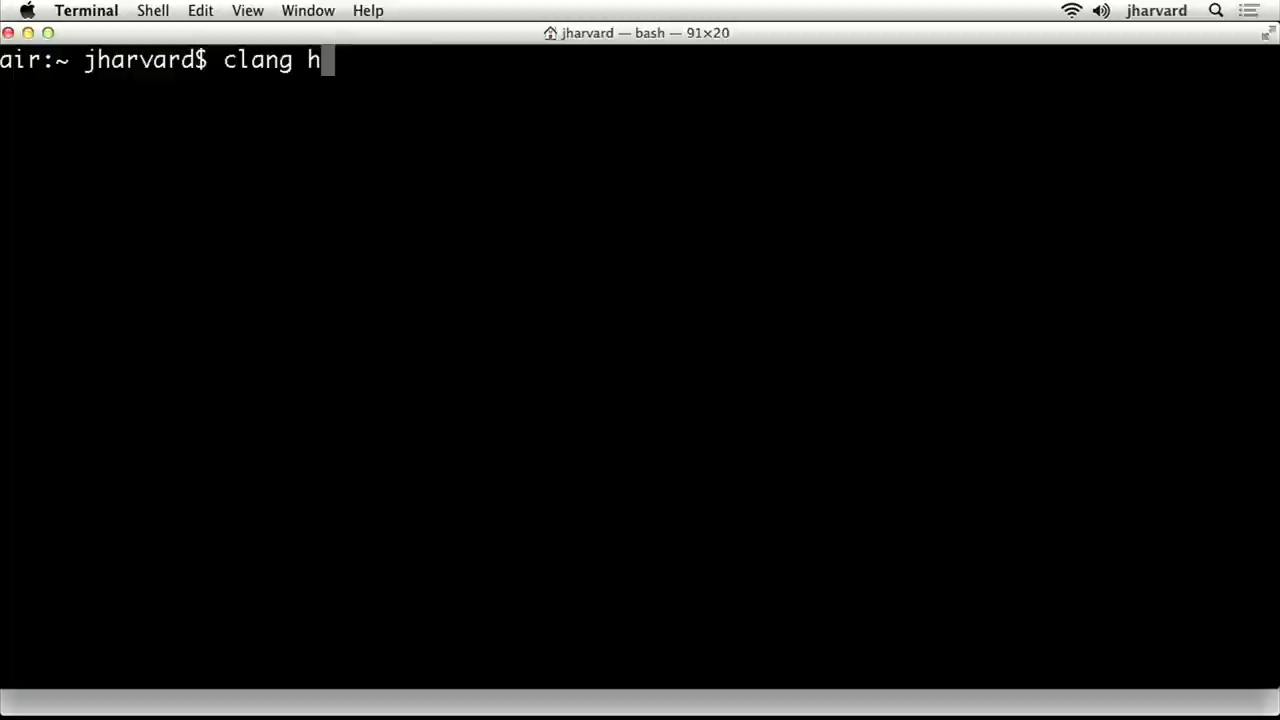 Terminal Shell Edit View Window Help jharvard
jharvard — bash — 91×20
air:~ jharvard$ clang h